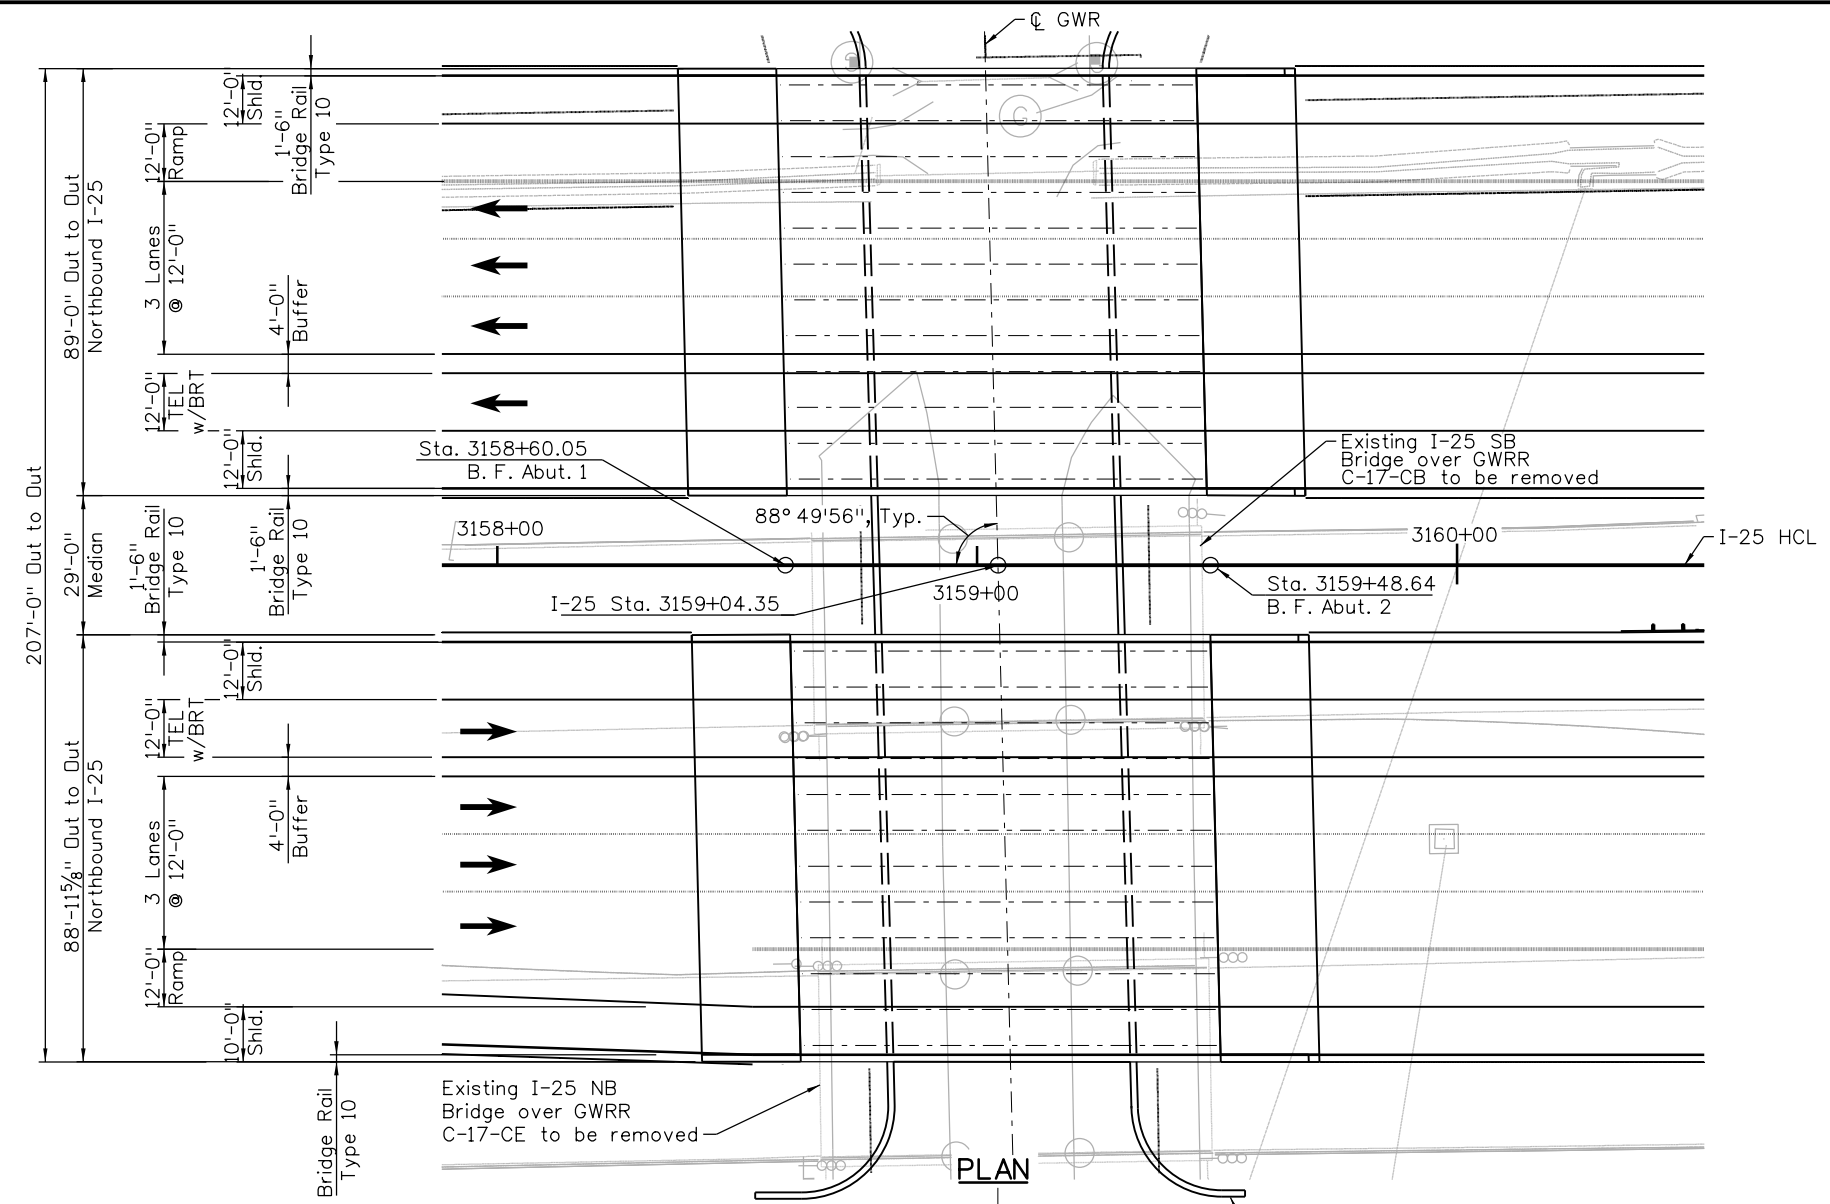 ℄ GWR
12'-0"
Shld.
1'-6"
Bridge Rail
Type 10
12'-0"
Ramp
3
G
89'-0" Out to Out
Northbound I-25
3 Lanes
@ 12'-0"
4'-0"
Buffer
12'-0"
TEL
w/BRT
12'-0"
Shld.
Sta. 3158+60.05
B. F. Abut. 1
Existing I-25 SB
Bridge over GWRR
C-17-CB to be removed
207'-0" Out to Out
29'-0"
Median
1'-6"
Bridge Rail
Type 10
1'-6"
Bridge Rail
Type 10
3158+00
88° 49'56", Typ.
3160+00
I-25 HCL
I-25 Sta. 3159+04.35
3159+00
Sta. 3159+48.64
B. F. Abut. 2
12'-0"
Shld.
12'-0"
TEL
w/BRT
88'-11⅝" Out to Out
Northbound I-25
3 Lanes
@ 12'-0"
4'-0"
Buffer
12'-0"
Ramp
10'-0"
Shld.
Bridge Rail
Type 10
Existing I-25 NB
Bridge over GWRR
C-17-CE to be removed
PLAN